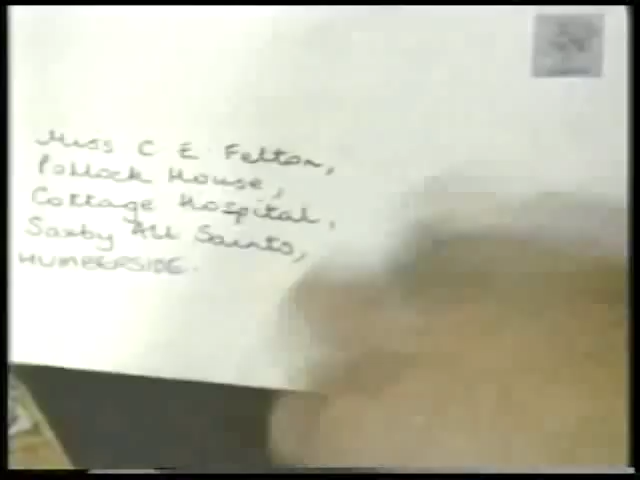 Miss C E Felton,
Pollock House,
Cottage Hospital,
Saxby All Saints,
HUMBERSIDE.